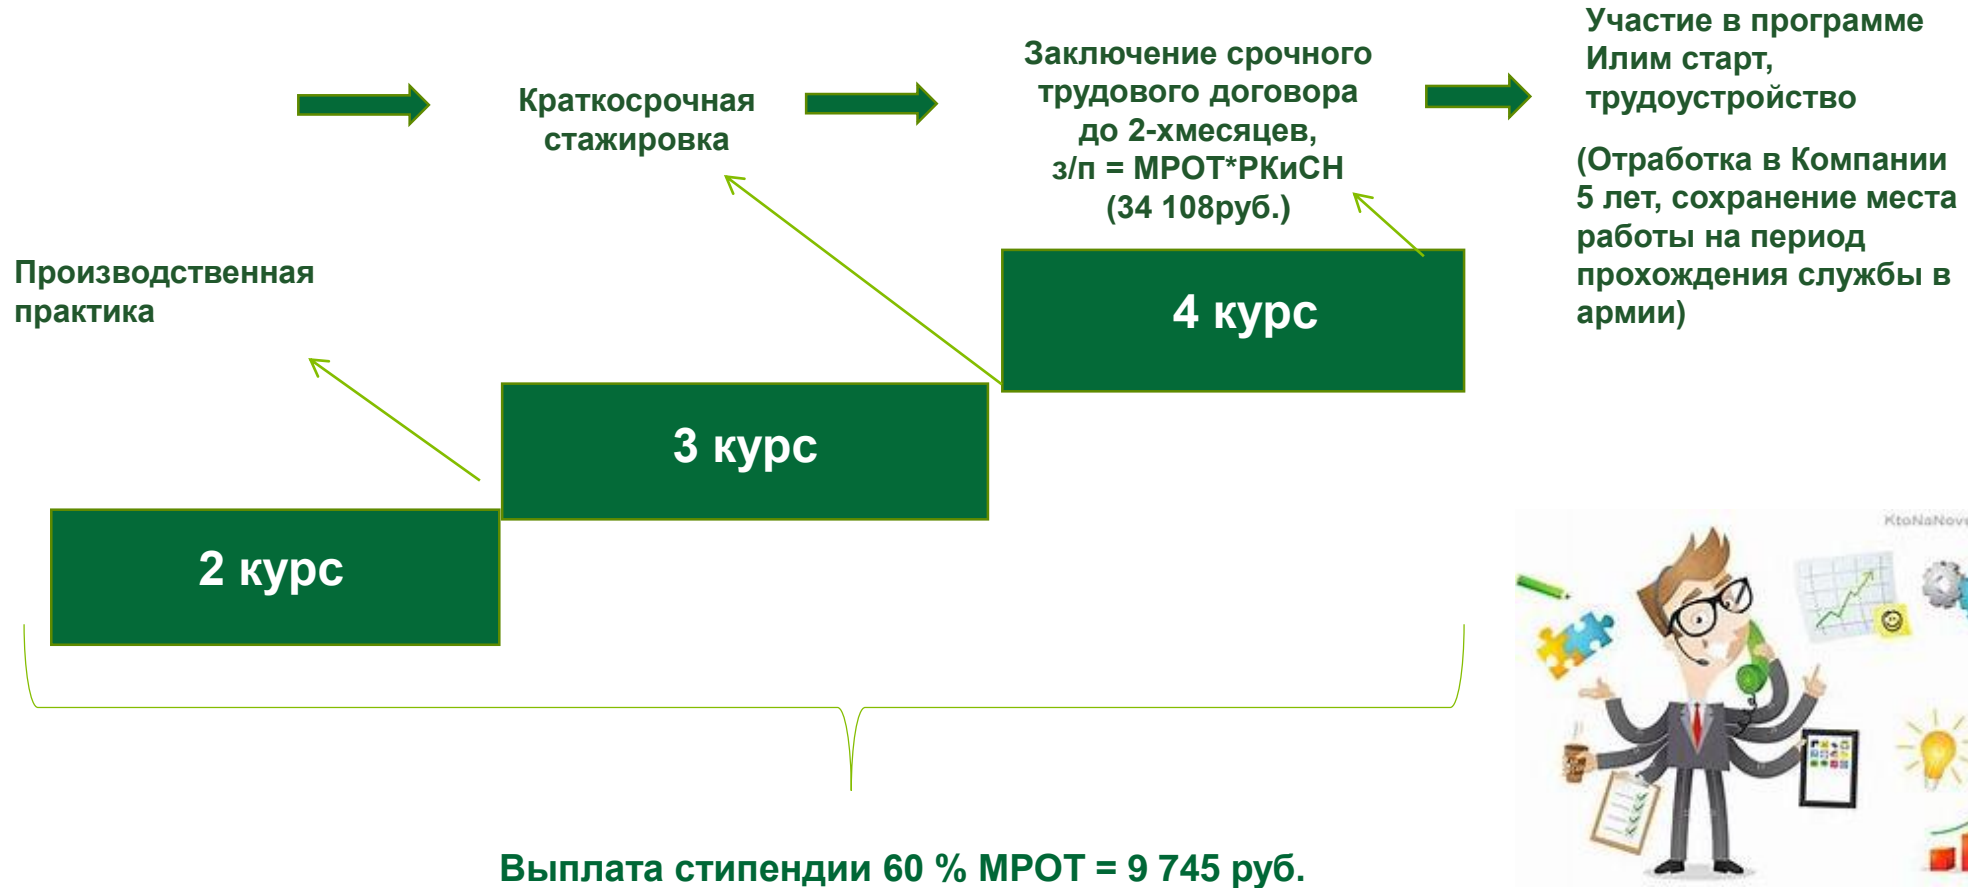 Производственная
практика
Краткосрочная
стажировка
Заключение срочного
трудового договора
до 2-хмесяцев,
з/п = МРОТ*РКиСН
(34 108руб.)
Участие в программе
Илим старт,
трудоустройство
(Отработка в Компании
5 лет, сохранение места
работы на период
прохождения службы в
армии)
4 курс
3 курс
2 курс
KtoNaNove
Выплата стипендии 60 % МРОТ = 9 745 руб.